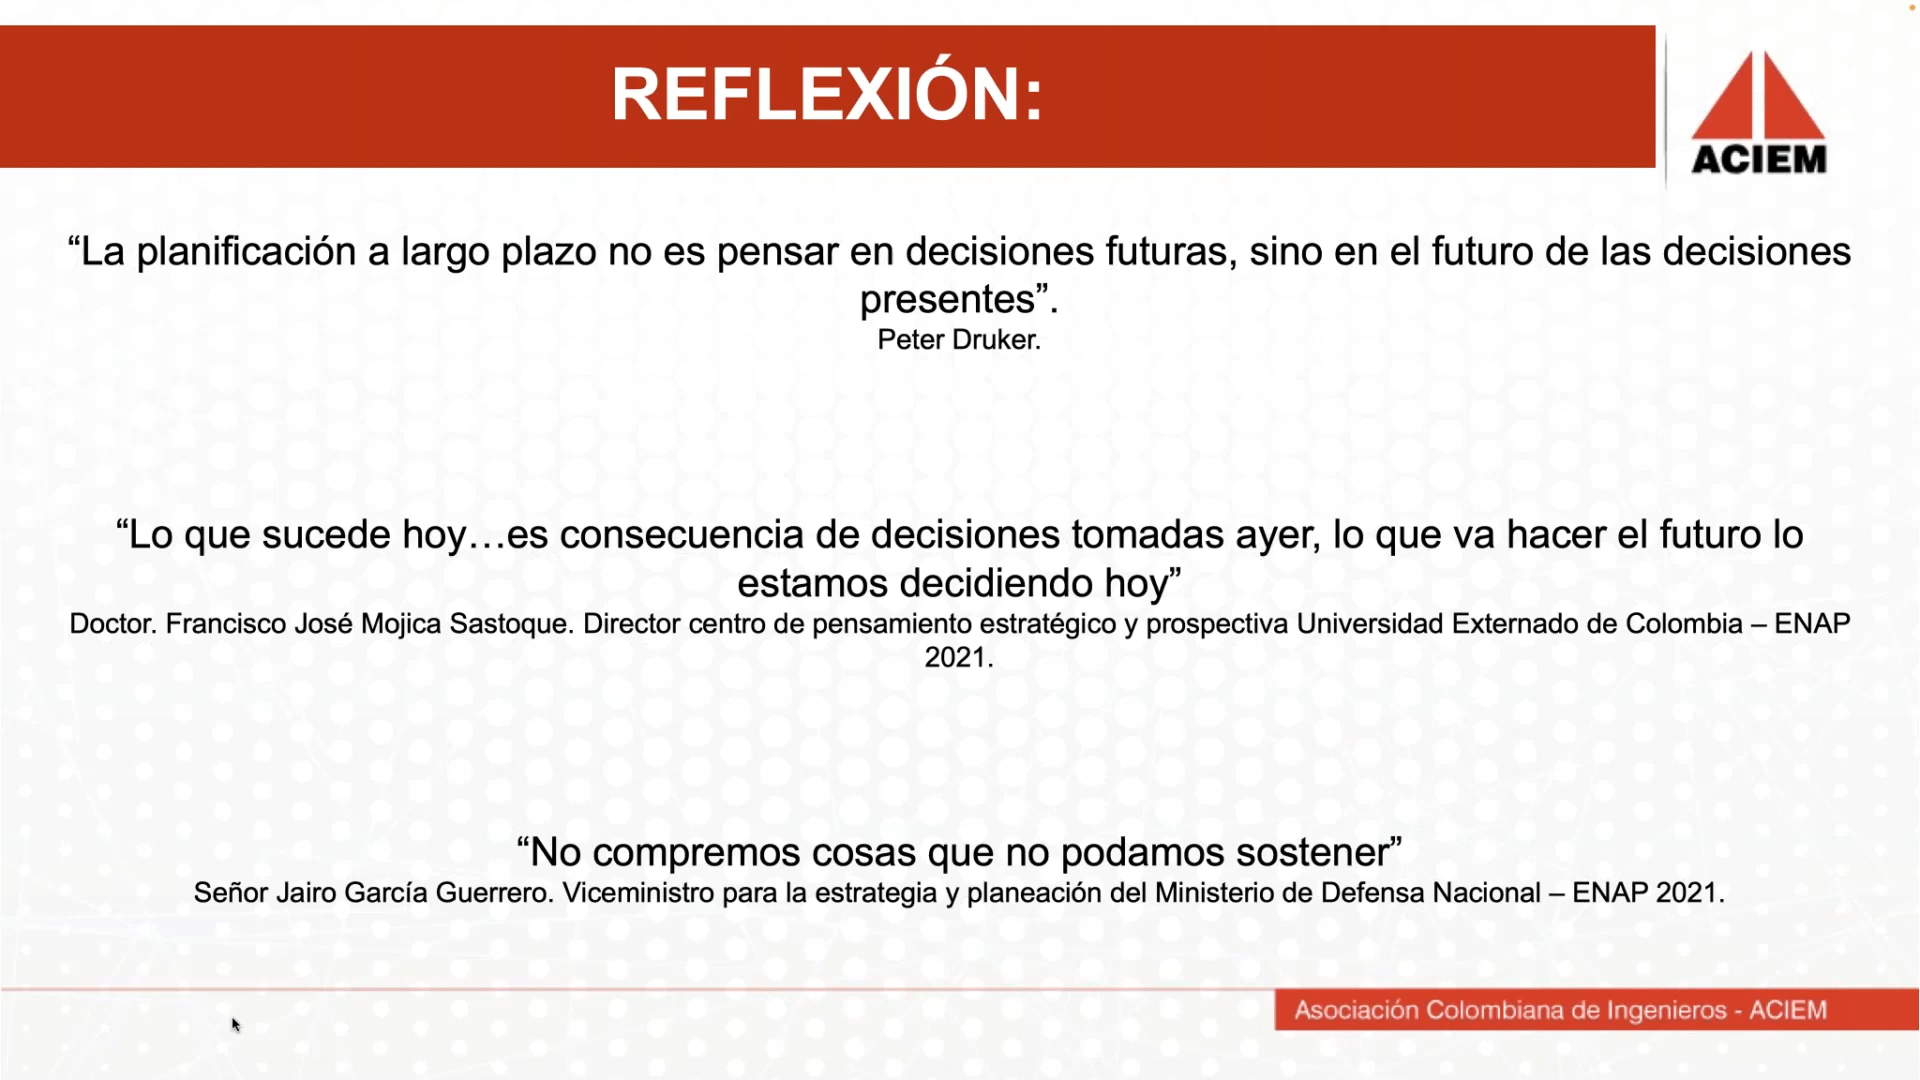 REFLEXIÓN:
ACIEM
“La planificación a largo plazo no es pensar en decisiones futuras, sino en el futuro de las decisiones
presentes”.
Peter Druker.
“Lo que sucede hoy…es consecuencia de decisiones tomadas ayer, lo que va hacer el futuro lo
estamos decidiendo hoy”
Doctor. Francisco José Mojica Sastoque. Director centro de pensamiento estratégico y prospectiva Universidad Externado de Colombia – ENAP
2021.
“No compremos cosas que no podamos sostener”
Señor Jairo García Guerrero. Viceministro para la estrategia y planeación del Ministerio de Defensa Nacional – ENAP 2021.
Asociación Colombiana de Ingenieros - ACIEM